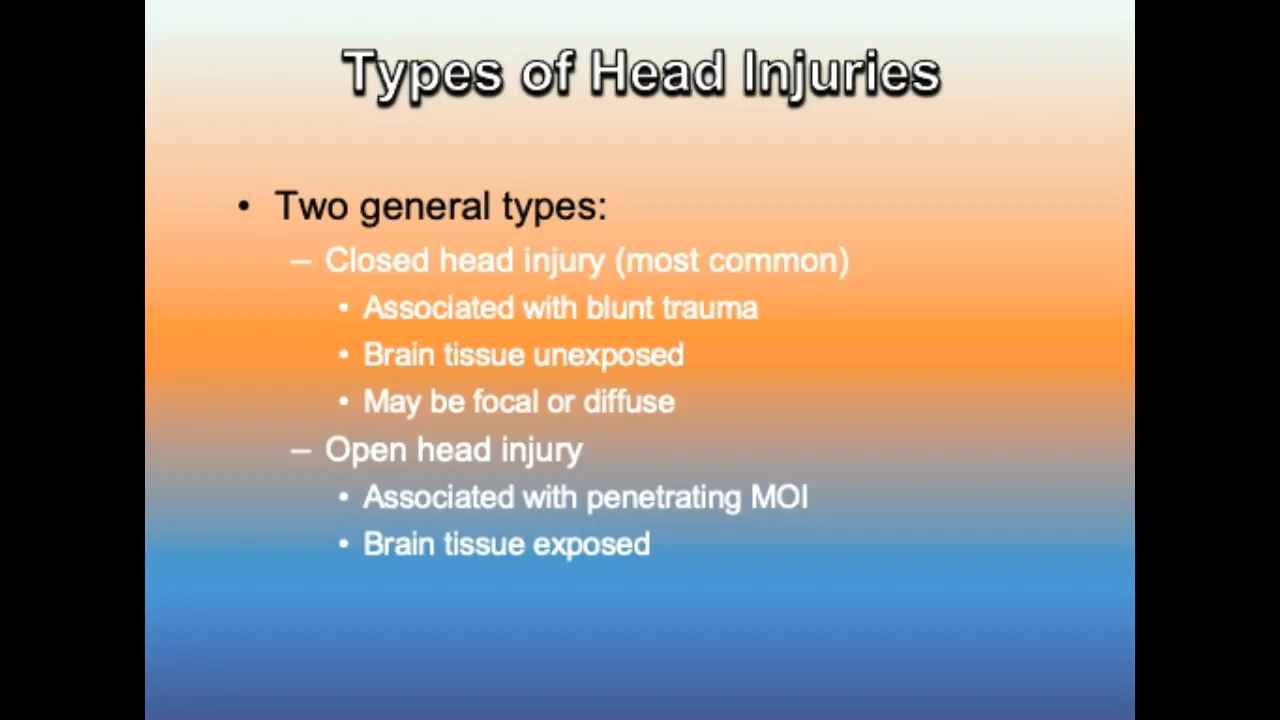 Types of Head Injuries
• Two general types:
– Closed head injury (most common)
• Associated with blunt trauma
• Brain tissue unexposed
• May be focal or diffuse
– Open head injury
• Associated with penetrating MOI
• Brain tissue exposed